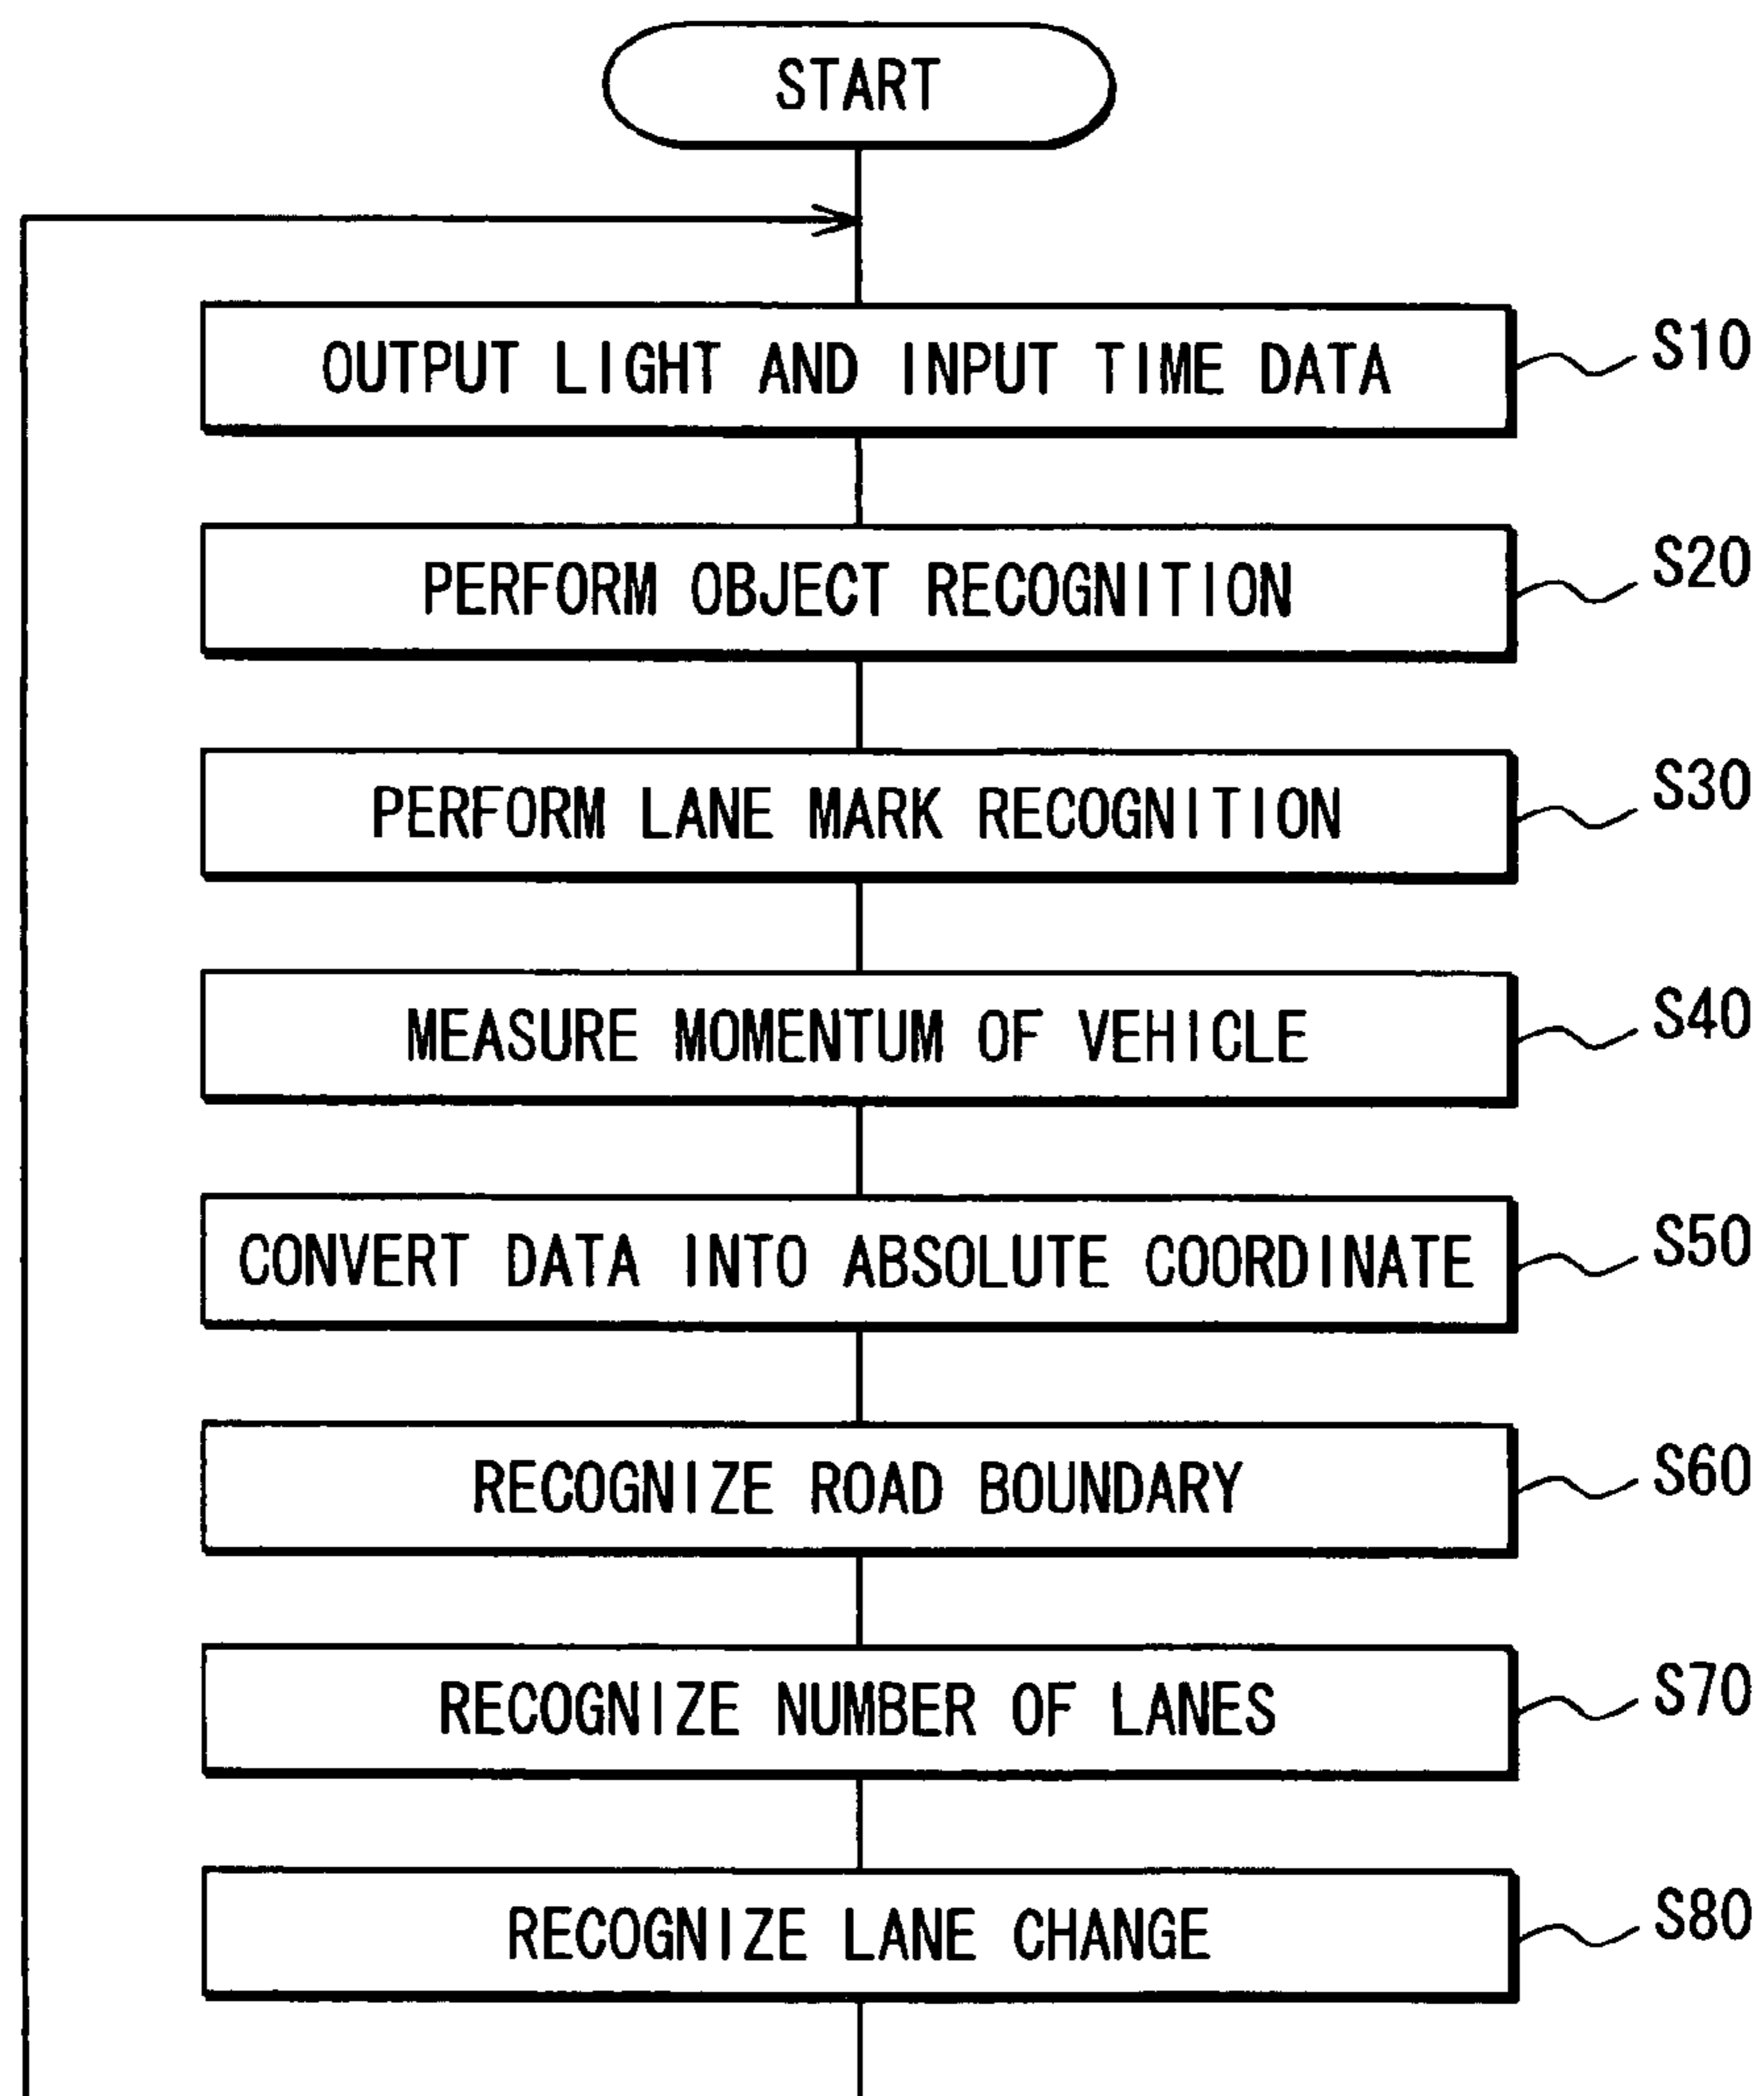 START
OUTPUT LIGHT AND INPUT TIME DATA
S10
PERFORM OBJECT RECOGNITION
S20
PERFORM LANE MARK RECOGNITION
S30
MEASURE MOMENTUM OF VEHICLE
S40
CONVERT DATA INTO ABSOLUTE COORDINATE
S50
RECOGNIZE ROAD BOUNDARY
S60
RECOGNIZE NUMBER OF LANES
S70
RECOGNIZE LANE CHANGE
S80